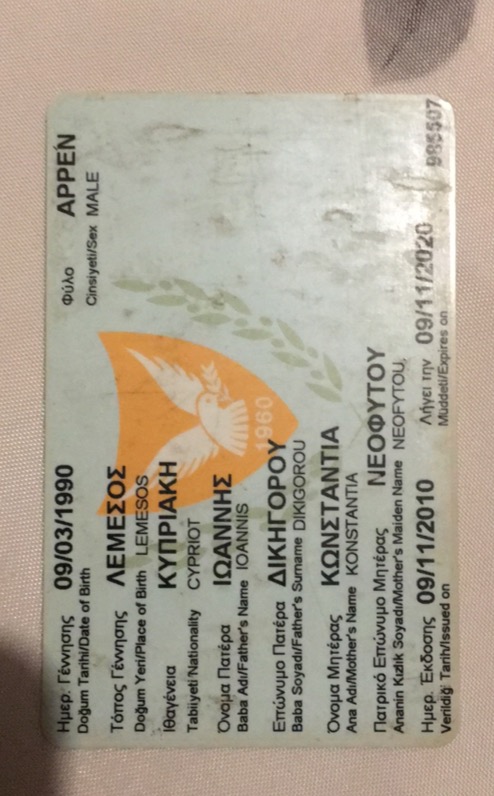 Ημερ. Γέννησης 09/03/1990 Φύλο ΑΡΡΕΝ
Doğum Tarihi/Date of Birth Cinsiyeti/Sex MALE
Τόπος Γέννησης ΛΕΜΕΣΟΣ
Doğum Yeri/Place of Birth LEMESOS
Ιθαγένεια ΚΥΠΡΙΑΚΗ
Tabiiyeti/Nationality CYPRIOT
Όνομα Πατέρα ΙΩΑΝΝΗΣ
Baba Adı/Father's Name IOANNIS
Επώνυμο Πατέρα ΔΙΚΗΓΟΡΟΥ
Baba Soyadı/Father's Surname DIKIGOROU
1960
Όνομα Μητέρας ΚΩΝΣΤΑΝΤΙΑ
Ana Adı/Mother's Name KONSTANTIA
Πατρικό Επώνυμο Μητέρας ΝΕΟΦΥΤΟΥ
Ananin Kızlik Soyadı/Mother's Maiden Name NEOFYTOU
Ημερ. Έκδοσης 09/11/2010 Λήγει την 09/11/2020 985507
Verildiği Tarih/Issued on Müddeti/Expires on